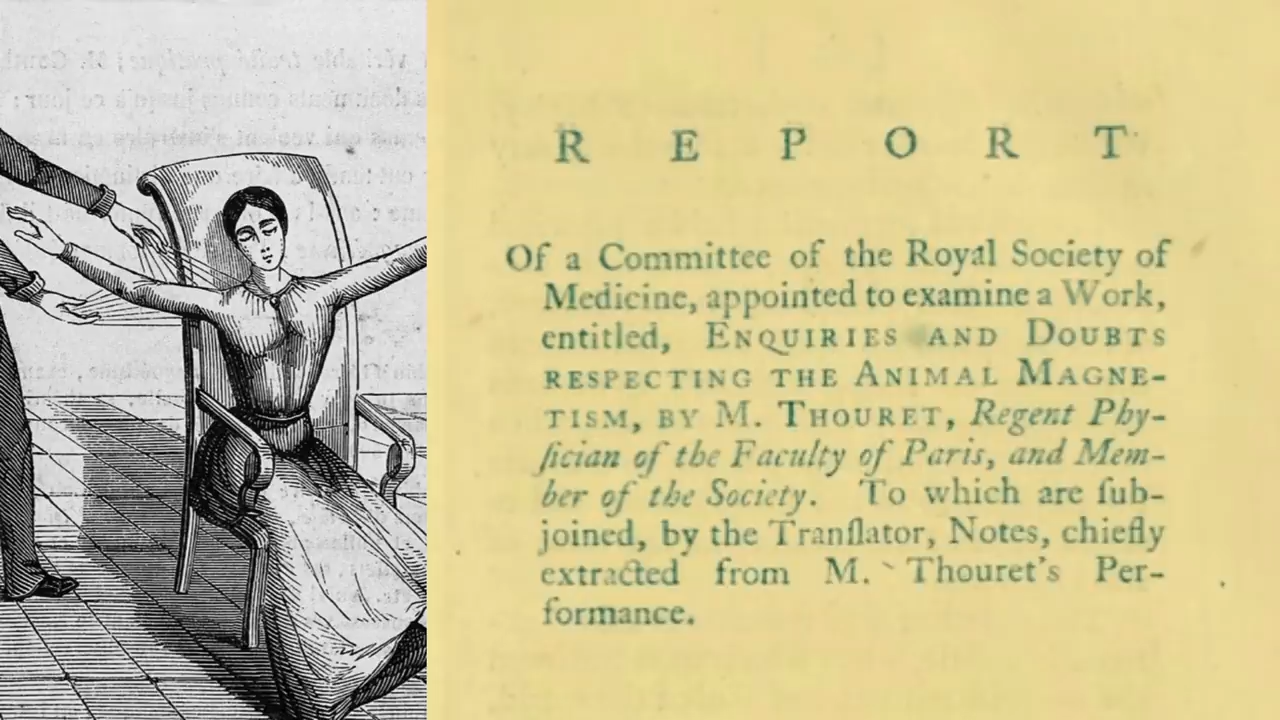 REPORT
Of a Committee of the Royal Society of
Medicine, appointed to examine a Work,
entitled, ENQUIRIES AND DOUBTS
RESPECTING THE ANIMAL MAGNE-
TISM, BY M. THOURET, Regent Phy-
ſician of the Faculty of Paris, and Mem-
ber of the Society. To which are ſub-
joined, by the Tranſlator, Notes, chiefly
extracted from M. Thouret's Per-
formance.